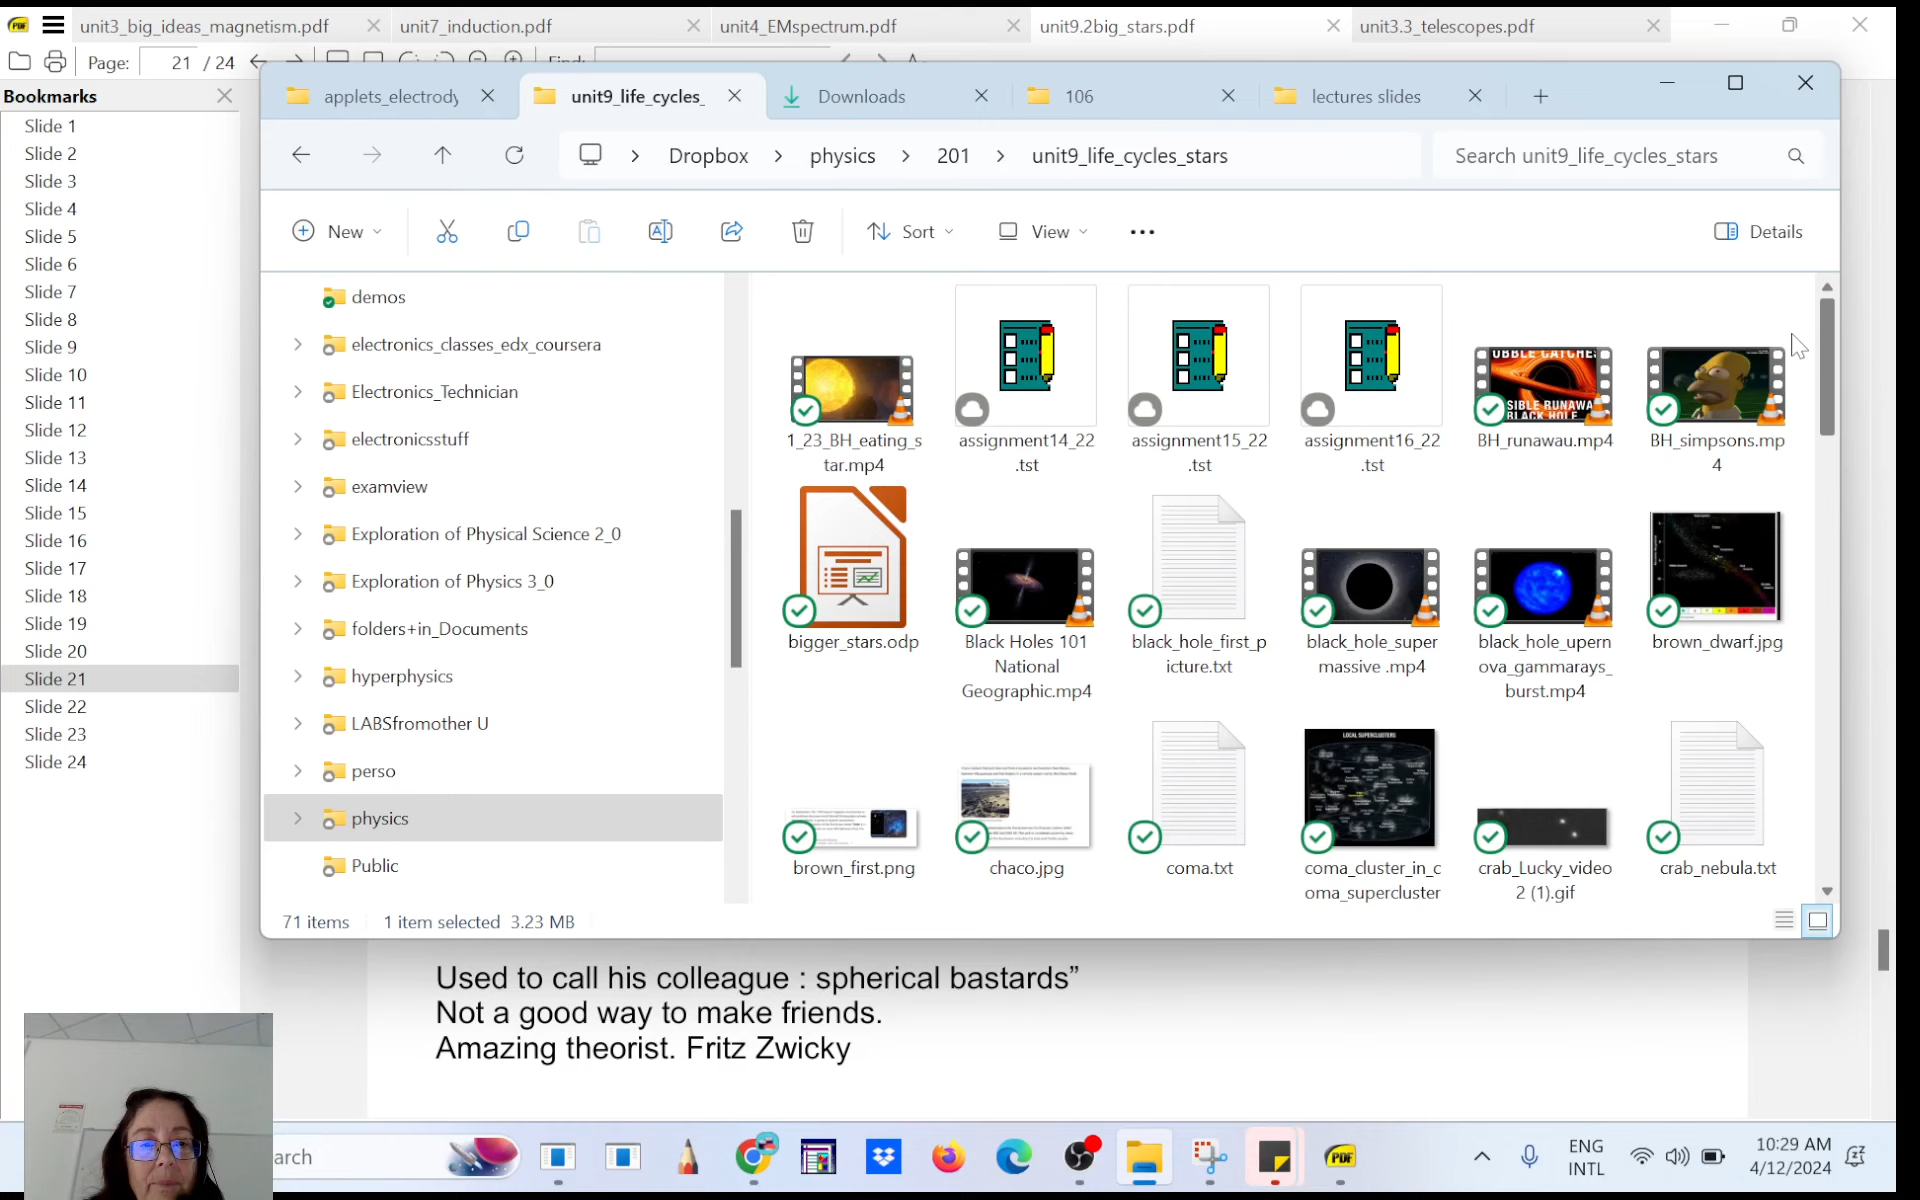 unit3_big_ideas_magnetism.pdf
unit7_induction.pdf
unit4_EMspectrum.pdf
unit9.2big_stars.pdf
unit3.3_telescopes.pdf
Page: 21 / 24
Find:
Bookmarks
Slide 1
Slide 2
Slide 3
Slide 4
Slide 5
Slide 6
Slide 7
Slide 8
Slide 9
Slide 10
Slide 11
Slide 12
Slide 13
Slide 14
Slide 15
Slide 16
Slide 17
Slide 18
Slide 19
Slide 20
Slide 21
Slide 22
Slide 23
Slide 24
applets_electrody
unit9_life_cycles_
Downloads
106
lectures slides
Dropbox > physics > 201 > unit9_life_cycles_stars
Search unit9_life_cycles_stars
New
Sort
View
Details
demos
electronics_classes_edx_coursera
Electronics_Technician
electronicsstuff
examview
Exploration of Physical Science 2_0
Exploration of Physics 3_0
folders+in_Documents
hyperphysics
LABSfromother U
perso
physics
Public
1_23_BH_eating_s
tar.mp4
assignment14_22
.tst
assignment15_22
.tst
assignment16_22
.tst
BH_runawau.mp4
BH_simpsons.mp
4
bigger_stars.odp
Black Holes 101
National
Geographic.mp4
black_hole_first_p
icture.txt
black_hole_super
massive .mp4
black_hole_upern
ova_gammarays_
burst.mp4
brown_dwarf.jpg
LOCAL SUPERCLUSTERS
brown_first.png
chaco.jpg
coma.txt
coma_cluster_in_c
oma_supercluster
crab_Lucky_video
2 (1).gif
crab_nebula.txt
71 items
1 item selected 3.23 MB
Used to call his colleague : spherical bastards”
Not a good way to make friends.
Amazing theorist. Fritz Zwicky
arch
PDF
ENG
INTL
10:29 AM
4/12/2024